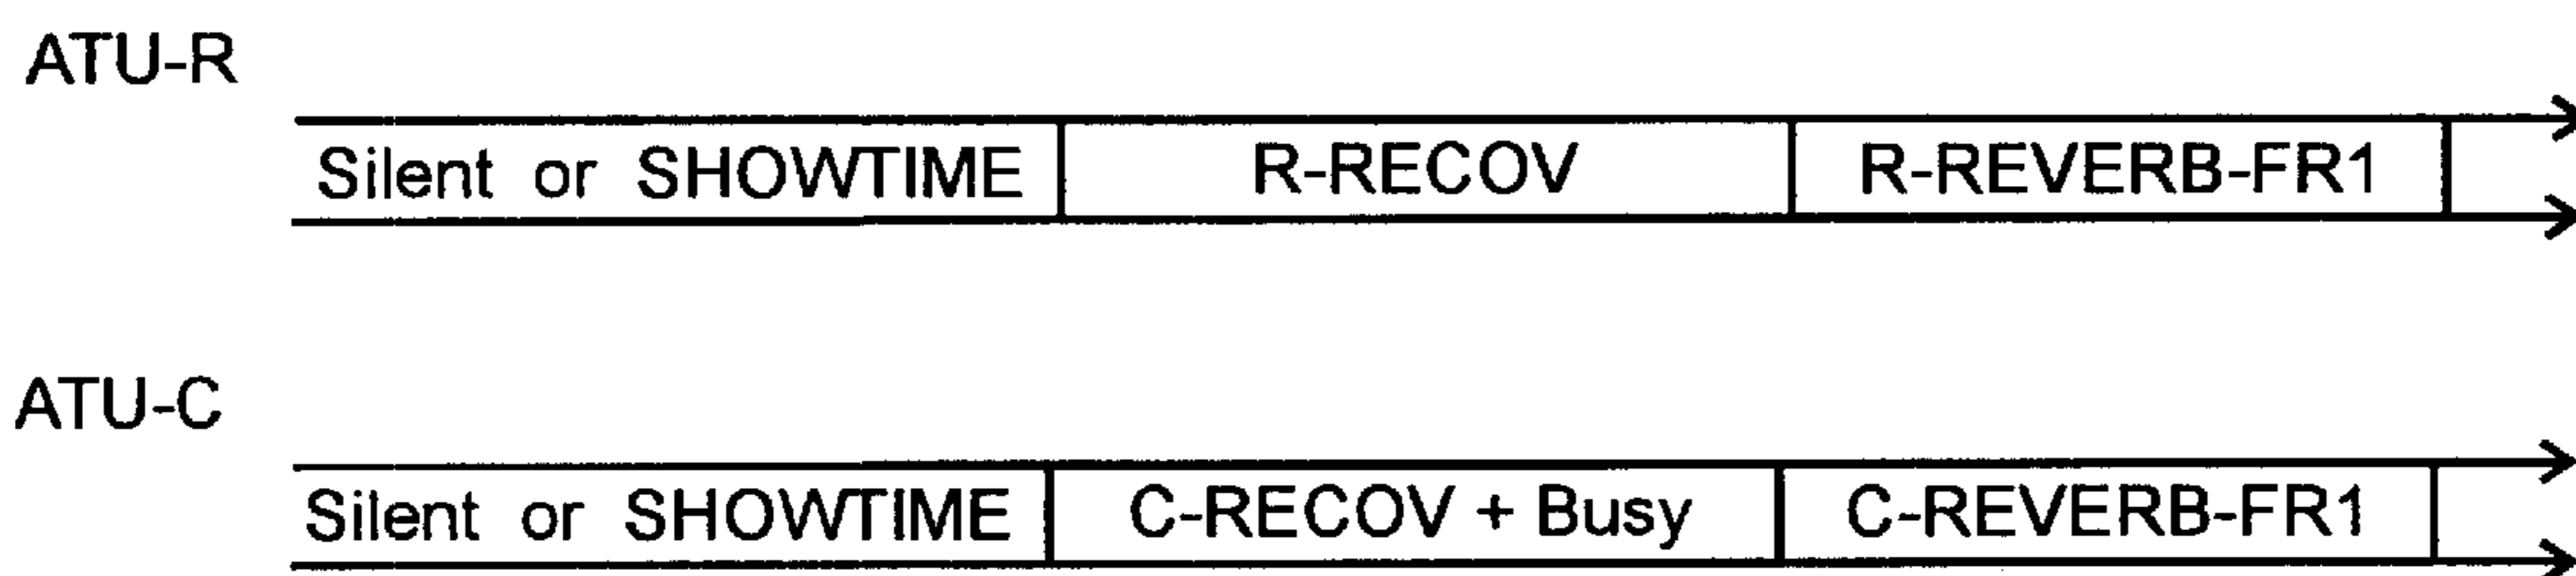 ATU-R
Silent or SHOWTIME R-RECOV R-REVERB-FR1
ATU-C
Silent or SHOWTIME C-RECOV + Busy C-REVERB-FR1